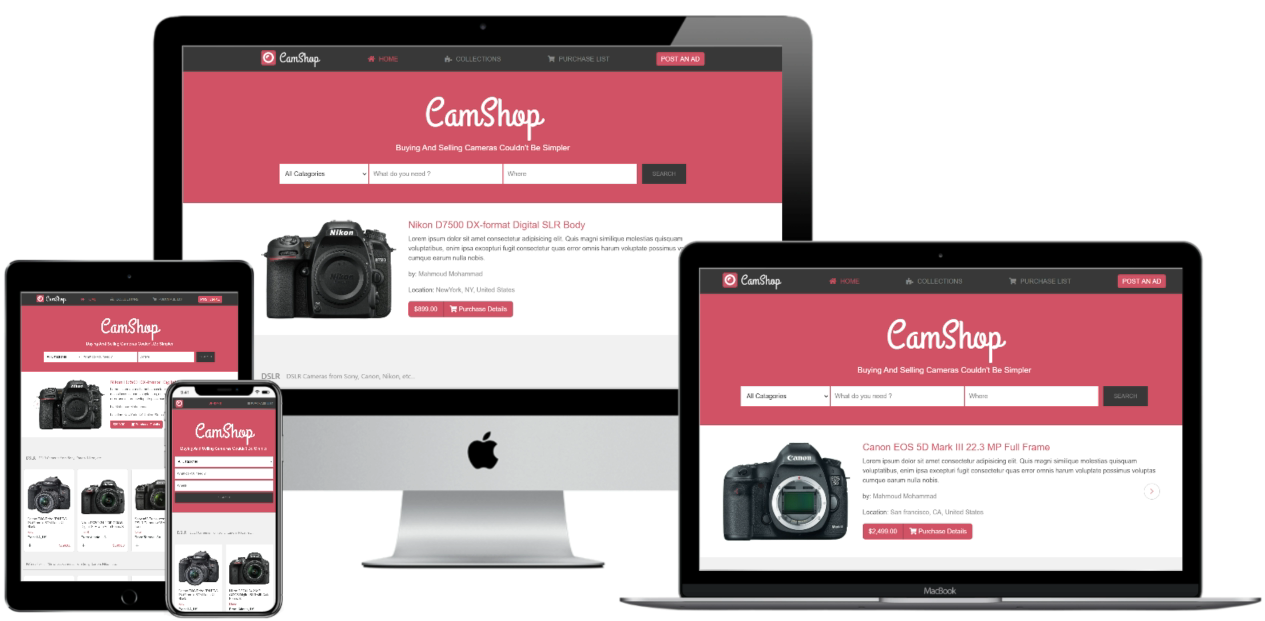 CamShop
HOME
COLLECTIONS
PURCHASE LIST
POST AN AD
CamShop
Buying And Selling Cameras Couldn't Be Simpler
All Catagories
What do you need ?
Where
SEARCH
Nikon
Nikon D7500 DX-format Digital SLR Body
Lorem ipsum dolor sit amet consectetur adipisicing elit. Quis magni similique molestias quisquam
voluptatibus, enim ipsa excepturi fugit consectetur quas error omnis harum voluptate possimus
cumque earum nulla nobis.
by: Mahmoud Mohammad
Location: NewYork, NY, United States
$899.00
Purchase Details
DSLR DSLR Cameras from Sony, Canon, Nikon, etc...
CamShop
HOME
COLLECTIONS
PURCHASE LIST
POST AN AD
CamShop
Buying And Selling Cameras Couldn't Be Simpler
All Catagories
What do you need ?
Where
SEARCH
Canon
Canon EOS 5D Mark III 22.3 MP Full Frame
Lorem ipsum dolor sit amet consectetur adipisicing elit. Quis magni similique molestias quisquam
voluptatibus, enim ipsa excepturi fugit consectetur quas error omnis harum voluptate possimus voluptas
cumque earum nulla nobis.
by: Mahmoud Mohammad
Location: San francisco, CA, United States
$2,499.00
Purchase Details
MacBook
CamShop
CamShop
Buying And Selling Cameras Couldn't Be Simpler
DSLR
CamShop
Buying And Selling Cameras Couldn't Be Simpler
DSLR